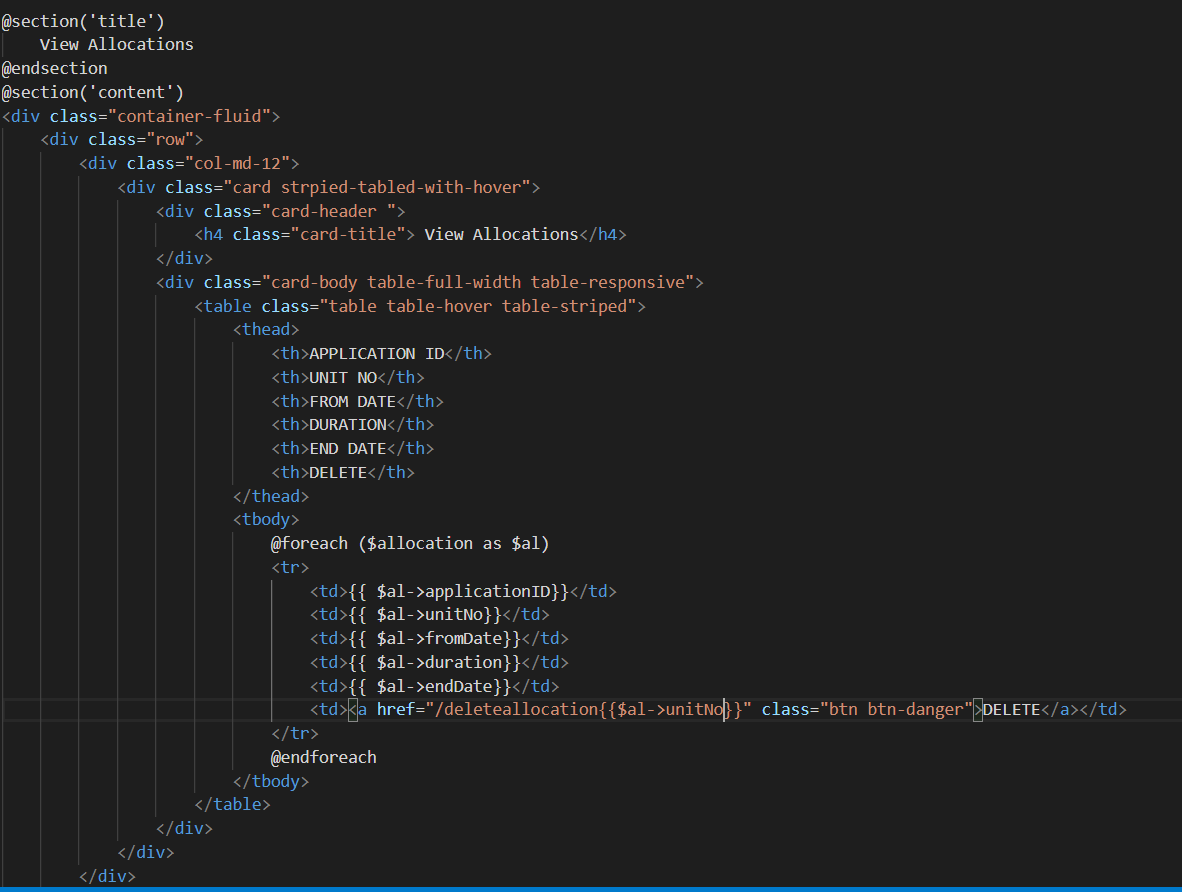 @section('title')
    View Allocations
@endsection
@section('content')
<div class="container-fluid">
    <div class="row">
        <div class="col-md-12">
            <div class="card strpied-tabled-with-hover">
                <div class="card-header ">
                    <h4 class="card-title"> View Allocations</h4>
                </div>
                <div class="card-body table-full-width table-responsive">
                    <table class="table table-hover table-striped">
                        <thead>
                            <th>APPLICATION ID</th>
                            <th>UNIT NO</th>
                            <th>FROM DATE</th>
                            <th>DURATION</th>
                            <th>END DATE</th>
                            <th>DELETE</th>
                        </thead>
                        <tbody>
                            @foreach ($allocation as $al)
                            <tr>
                                <td>{{ $al->applicationID}}</td>
                                <td>{{ $al->unitNo}}</td>
                                <td>{{ $al->fromDate}}</td>
                                <td>{{ $al->duration}}</td>
                                <td>{{ $al->endDate}}</td>
                                <td><a href="/deleteallocation{{$al->unitNo}}" class="btn btn-danger">DELETE</a></td>
                            </tr>
                            @endforeach
                        </tbody>
                    </table>
                </div>
            </div>
        </div>